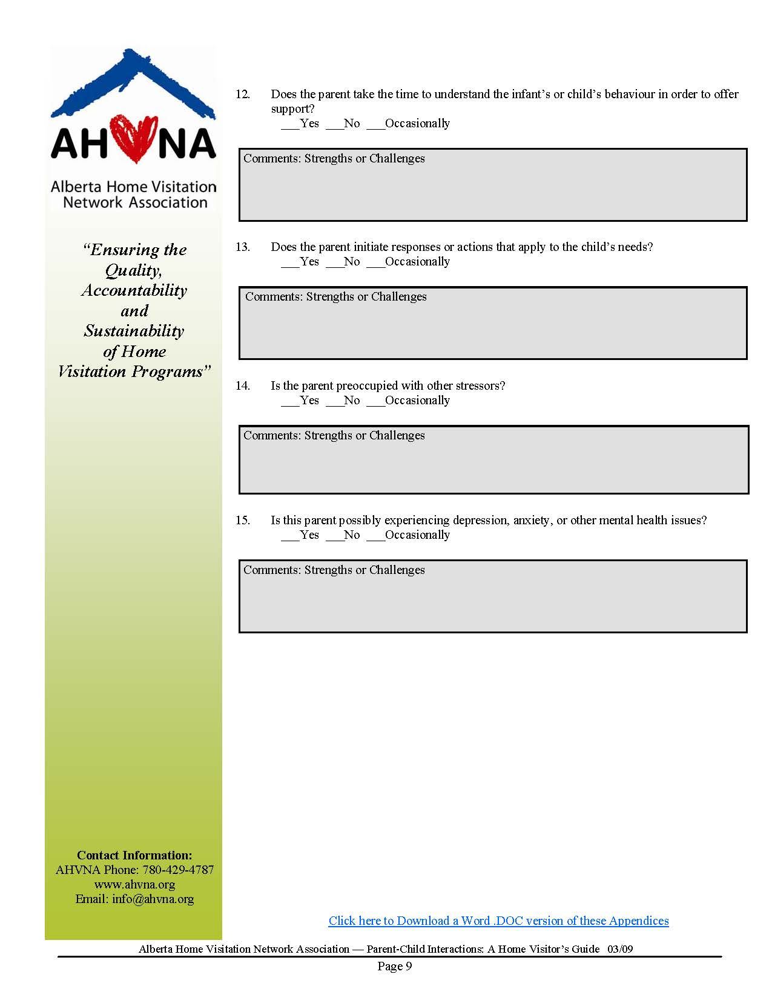 AHVNA
Alberta Home Visitation
Network Association
“Ensuring the
Quality,
Accountability
and
Sustainability
of Home
Visitation Programs”
Contact Information:
AHVNA Phone: 780-429-4787
www.ahvna.org
Email: info@ahvna.org
12. Does the parent take the time to understand the infant’s or child’s behaviour in order to offer
support?
___Yes ___No ___Occasionally
Comments: Strengths or Challenges
13. Does the parent initiate responses or actions that apply to the child’s needs?
___Yes ___No ___Occasionally
Comments: Strengths or Challenges
14. Is the parent preoccupied with other stressors?
___Yes ___No ___Occasionally
Comments: Strengths or Challenges
15. Is this parent possibly experiencing depression, anxiety, or other mental health issues?
___Yes ___No ___Occasionally
Comments: Strengths or Challenges
Click here to Download a Word .DOC version of these Appendices
Alberta Home Visitation Network Association — Parent-Child Interactions: A Home Visitor’s Guide 03/09
Page 9